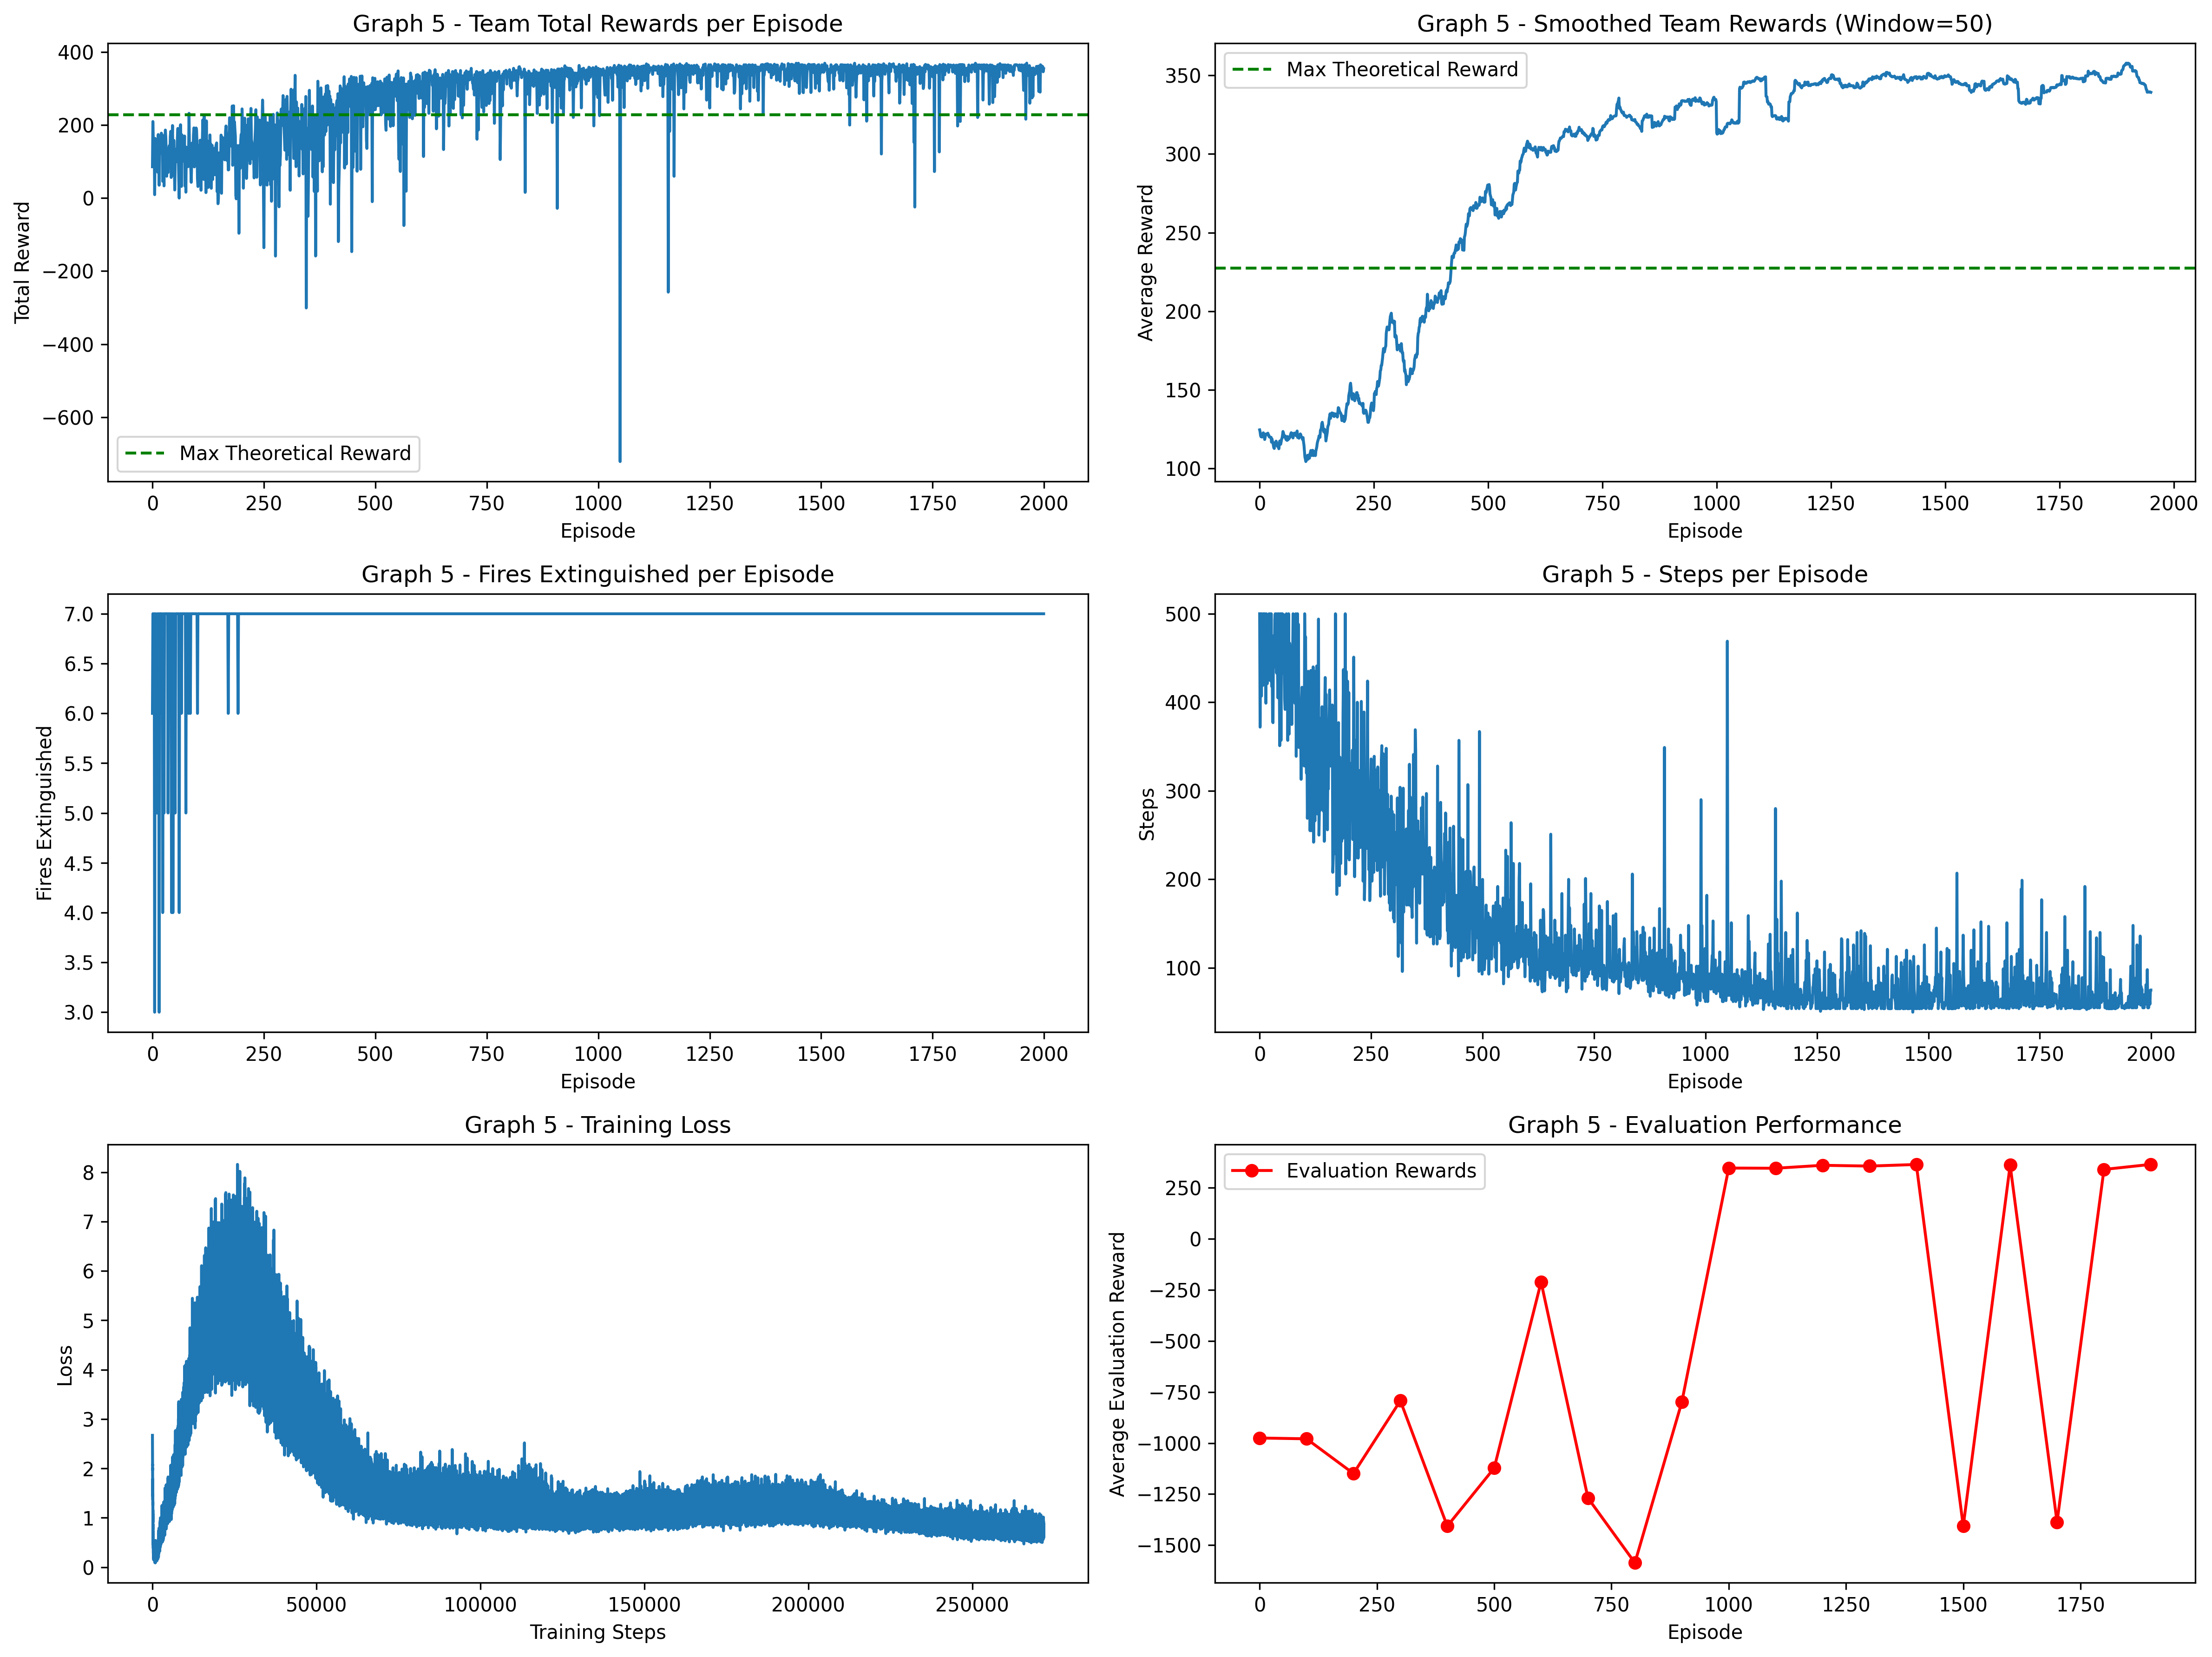 Graph 5 - Team Total Rewards per Episode
400
200
0
−200
−400
−600
Total Reward
Max Theoretical Reward
0 250 500 750 1000 1250 1500 1750 2000
Episode
Graph 5 - Smoothed Team Rewards (Window=50)
Max Theoretical Reward
350
300
250
200
150
100
Average Reward
0 250 500 750 1000 1250 1500 1750 2000
Episode
Graph 5 - Fires Extinguished per Episode
7.0
6.5
6.0
5.5
5.0
4.5
4.0
3.5
3.0
Fires Extinguished
0 250 500 750 1000 1250 1500 1750 2000
Episode
Graph 5 - Steps per Episode
500
400
300
200
100
Steps
0 250 500 750 1000 1250 1500 1750 2000
Episode
Graph 5 - Training Loss
8
7
6
5
4
3
2
1
0
Loss
0 50000 100000 150000 200000 250000
Training Steps
Graph 5 - Evaluation Performance
Evaluation Rewards
250
0
−250
−500
−750
−1000
−1250
−1500
Average Evaluation Reward
0 250 500 750 1000 1250 1500 1750
Episode